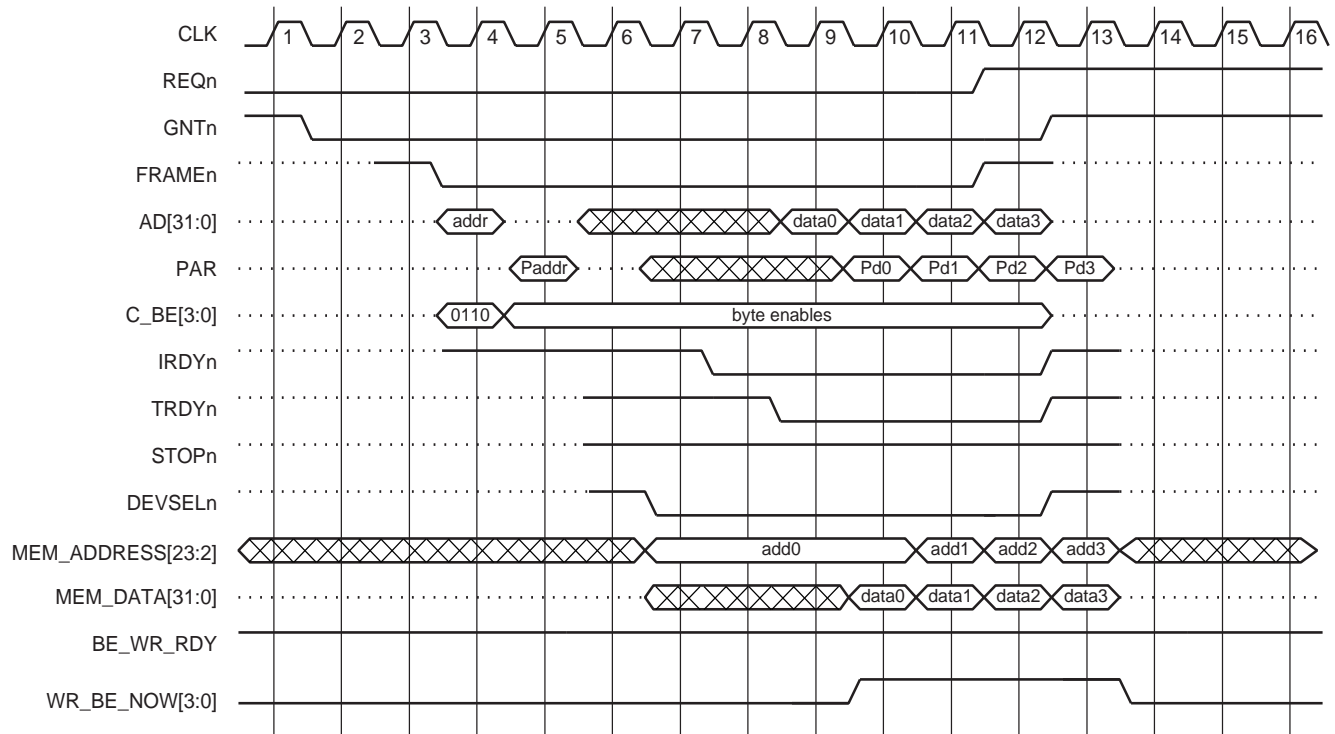 CLK 1 2 3 4 5 6 7 8 9 10 11 12 13 14 15 16
REQn
GNTn
FRAMEn
AD[31:0] addr data0 data1 data2 data3
PAR Paddr Pd0 Pd1 Pd2 Pd3
C_BE[3:0] 0110 byte enables
IRDYn
TRDYn
STOPn
DEVSELn
MEM_ADDRESS[23:2] add0 add1 add2 add3
MEM_DATA[31:0] data0 data1 data2 data3
BE_WR_RDY
WR_BE_NOW[3:0]